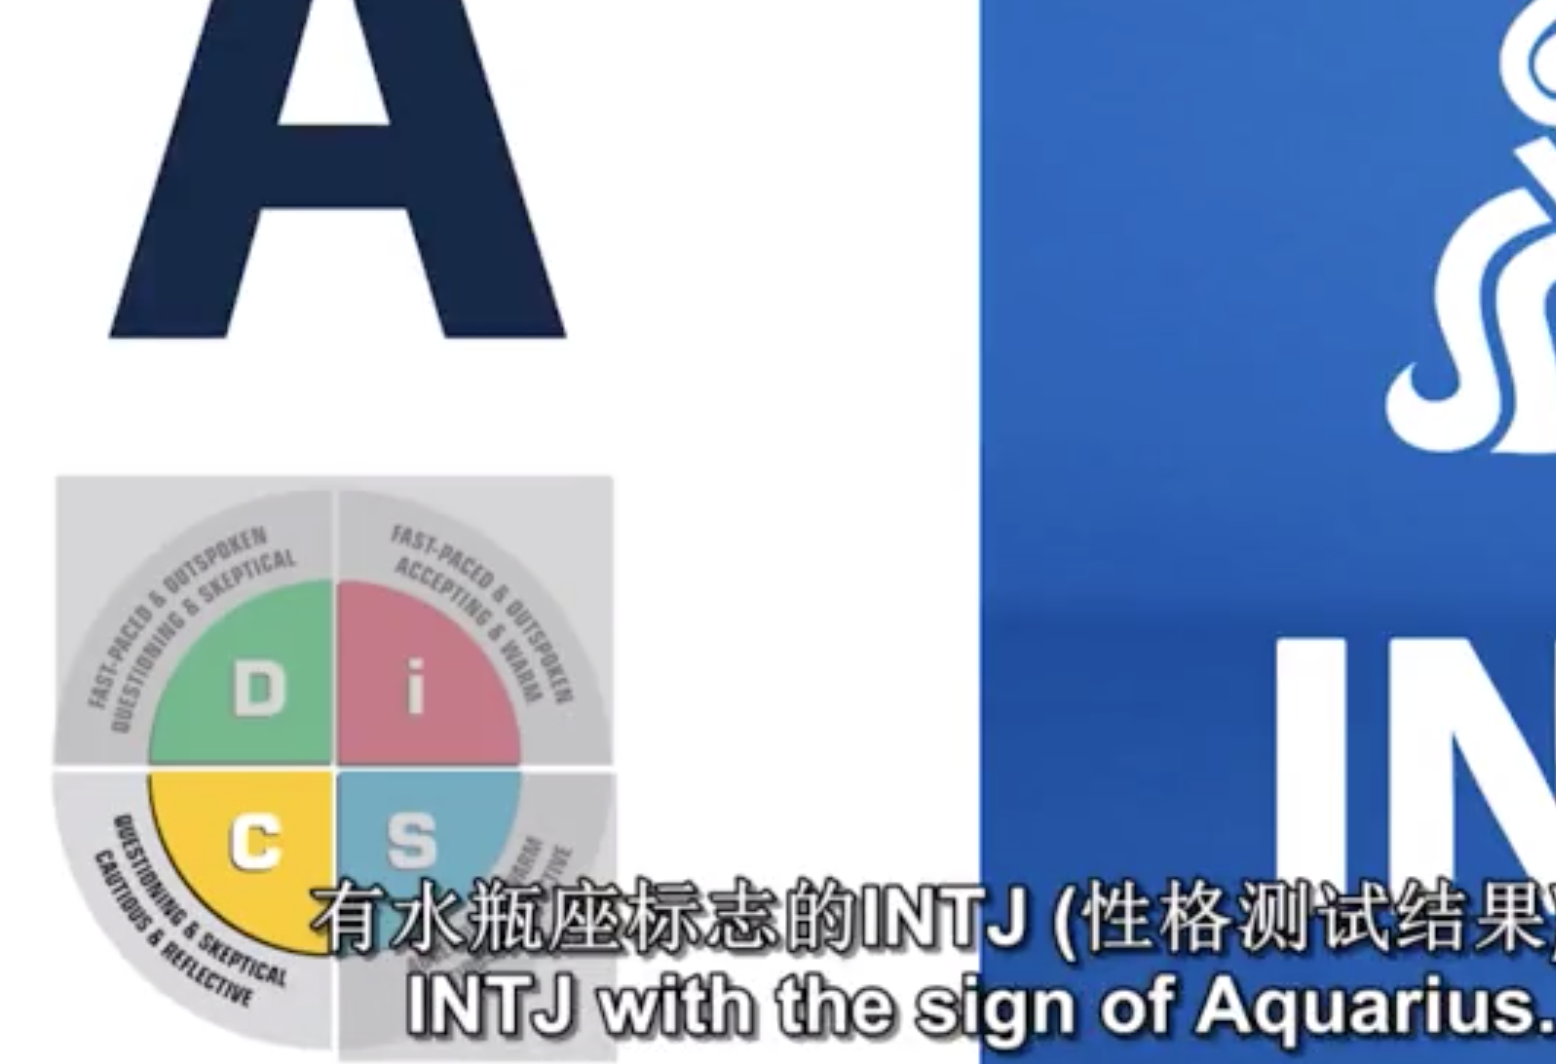 A
FAST-PACED & OUTSPOKEN
QUESTIONING & SKEPTICAL
FAST-PACED & OUTSPOKEN
ACCEPTING & WARM
D
i
C
S
QUESTIONING & SKEPTICAL
CAUTIOUS & REFLECTIVE
IN
有水瓶座标志的INTJ (性格测试结果)
INTJ with the sign of Aquarius.